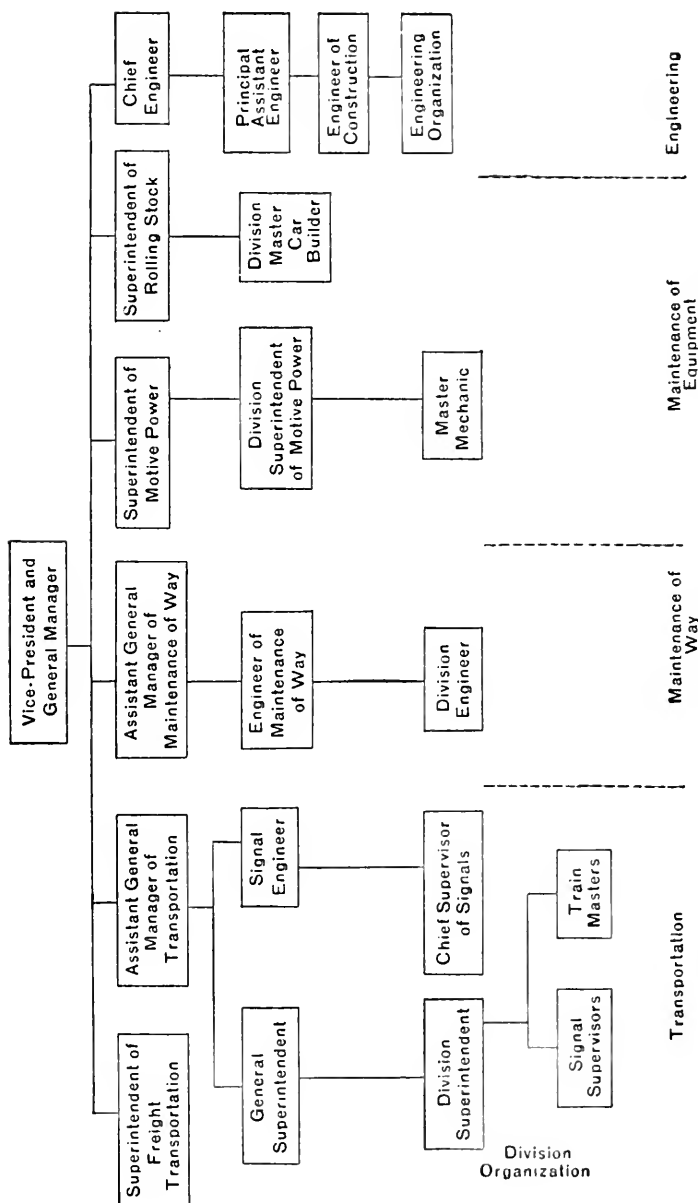 Vice-President and
General Manager
Superintendent of
Freight
Transportation
Assistant General
Manager of
Transportation
Assistant General
Manager of
Maintenance of Way
Superintendent of
Motive Power
Superintendent of
Rolling Stock
Chief
Engineer
General
Superintendent
Signal
Engineer
Engineer of
Maintenance
of Way
Division
Superintendent
of Motive Power
Division
Master
Car
Builder
Principal
Assistant
Engineer
Engineer of
Construction
Engineering
Organization
Division
Organization
Division
Superintendent
Chief Supervisor
of Signals
Division
Engineer
Master
Mechanic
Signal
Supervisors
Train
Masters
Transportation
Maintenance of
Way
Maintenance of
Equipment
Engineering